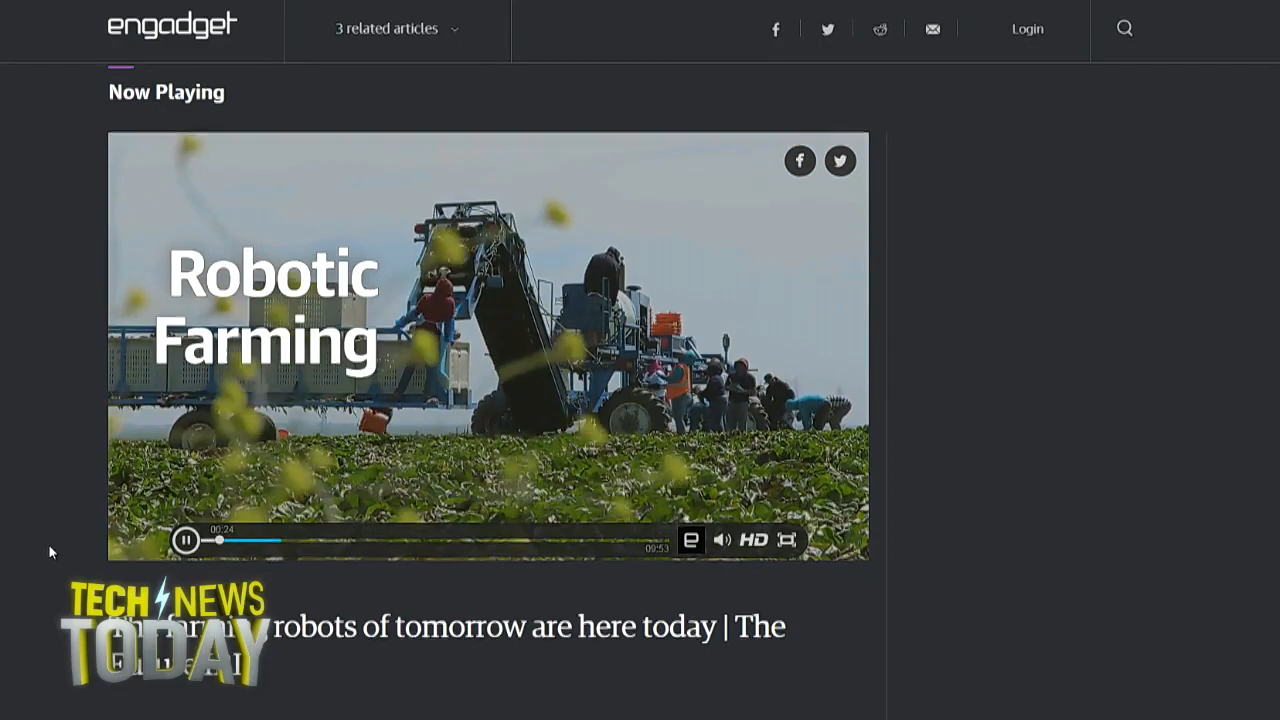 engadget
3 related articles
Login
Now Playing
Robotic
Farming
00:24
09:53
HD
TECH NEWS
TODAY
robots of tomorrow are here today | The